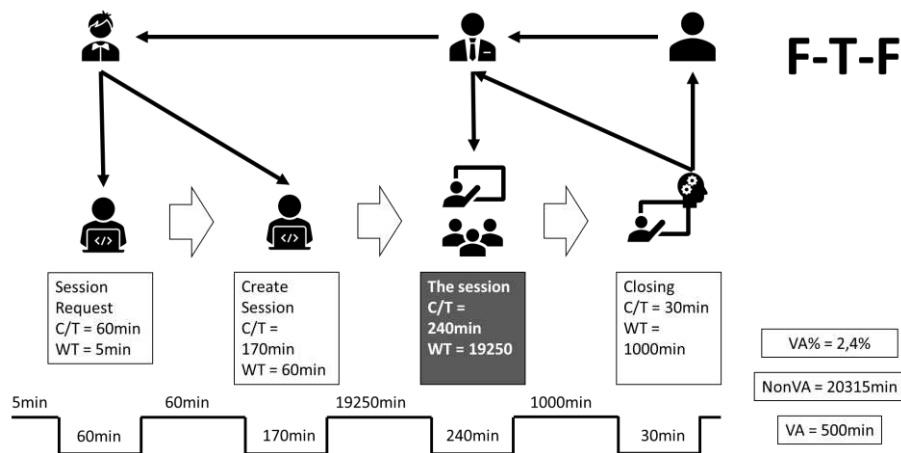 F-T-F
</>
</>
Session
Request
C/T = 60min
WT = 5min
Create
Session
C/T =
170min
WT = 60min
The session
C/T =
240min
WT = 19250
Closing
C/T = 30min
WT =
1000min
VA% = 2,4%
NonVA = 20315min
VA = 500min
5min
60min
19250min
1000min
60min
170min
240min
30min